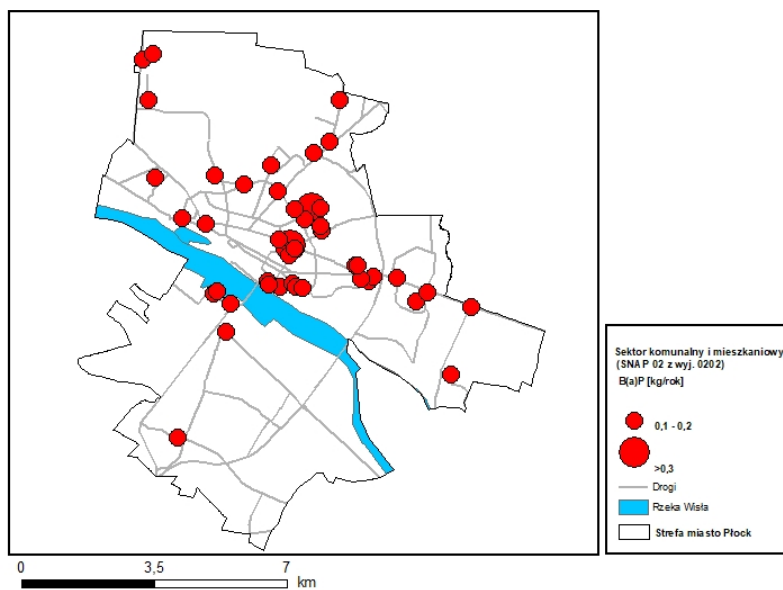 Sektor komunalny i mieszkaniowy
(SNAP 02 z wyj. 0202)
B(a)P [kg/rok]
0,1 - 0,2
>0,3
Drogi
Rzeka Wisła
Strefa miasto Płock
0 3,5 7
km